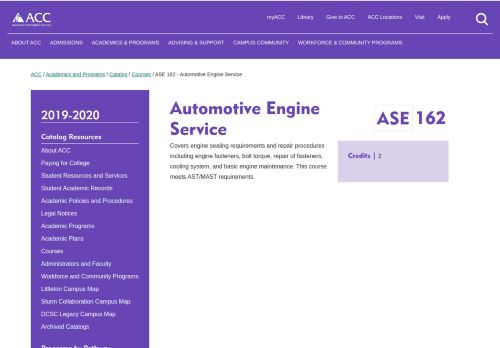 ACC
myACC Library Give to ACC ACC Locations Visit Apply
ABOUT ACC ADMISSIONS ACADEMICS & PROGRAMS ADVISING & SUPPORT CAMPUS COMMUNITY WORKFORCE & COMMUNITY PROGRAMS
ACC / Academics and Programs / Catalog / Courses / ASE 162 - Automotive Engine Service
2019-2020
Catalog Resources
About ACC
Paying for College
Student Resources and Services
Student Academic Records
Academic Policies and Procedures
Legal Notices
Academic Programs
Academic Plans
Courses
Administrators and Faculty
Workforce and Community Programs
Littleton Campus Map
Sturm Collaboration Campus Map
DCSC Legacy Campus Map
Archived Catalogs
Programs by Pathway
Automotive Engine
Service
Covers engine sealing requirements and repair procedures
including engine fasteners, bolt torque, repair of fasteners,
cooling system, and basic engine maintenance. This course
meets AST/MAST requirements.
ASE 162
Credits | 2